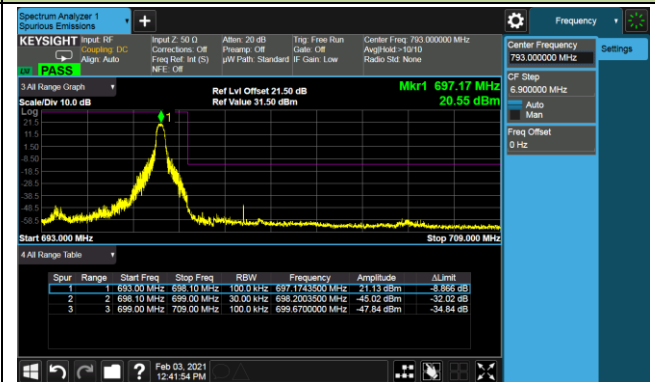 Spectrum Analyzer 1
Spurious Emissions
+
Frequency
KEYSIGHT Input: RF
Coupling: DC
Align: Auto
LW PASS
Input Z: 50 Ω
Corrections: Off
Freq Ref: Int (S)
NFE: Off
Atten: 20 dB
Preamp: Off
µW Path: Standard
Trig: Free Run
Gate: Off
IF Gain: Low
Center Freq: 793.000000 MHz
Avg|Hold:>10/10
Radio Std: None
Center Frequency
793.000000 MHz
Settings
CF Step
6.900000 MHz
Auto
Man
Freq Offset
0 Hz
3 All Range Graph
Scale/Div 10.0 dB
Ref Lvl Offset 21.50 dB
Ref Value 31.50 dBm
Mkr1 697.17 MHz
20.55 dBm
Log
21.5
1.50
-8.50
-18.5
-28.5
-38.5
-48.5
-58.5
1
Start 693.000 MHz
Stop 709.000 MHz
4 All Range Table
Spur Range Start Freq Stop Freq RBW Frequency Amplitude ΔLimit
1 1 693.00 MHz 698.10 MHz 100.0 kHz 697.1743500 MHz 21.13 dBm -8.866 dB
2 2 698.10 MHz 699.00 MHz 30.00 kHz 698.2003500 MHz -45.02 dBm -32.02 dB
3 3 699.00 MHz 709.00 MHz 100.0 kHz 699.6700000 MHz -47.84 dBm -34.84 dB
?
Feb 03, 2021
12:41:54 PM